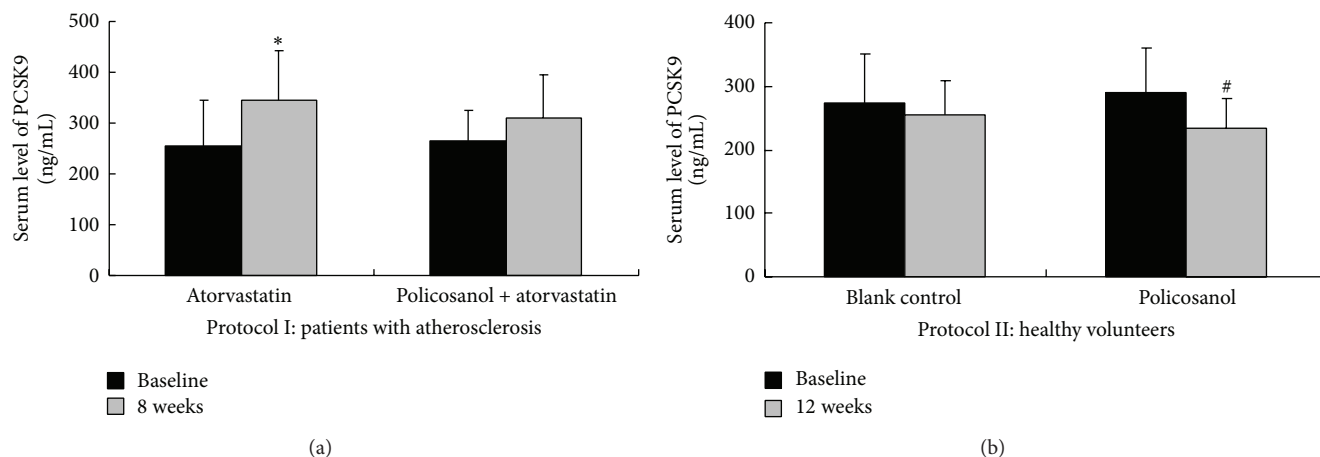 Serum level of PCSK9
(ng/mL)
500
400
300
200
100
0
*
Atorvastatin
Policosanol + atorvastatin
Protocol I: patients with atherosclerosis
Baseline
8 weeks
(a)
Serum level of PCSK9
(ng/mL)
400
300
200
100
0
#
Blank control
Policosanol
Protocol II: healthy volunteers
Baseline
12 weeks
(b)